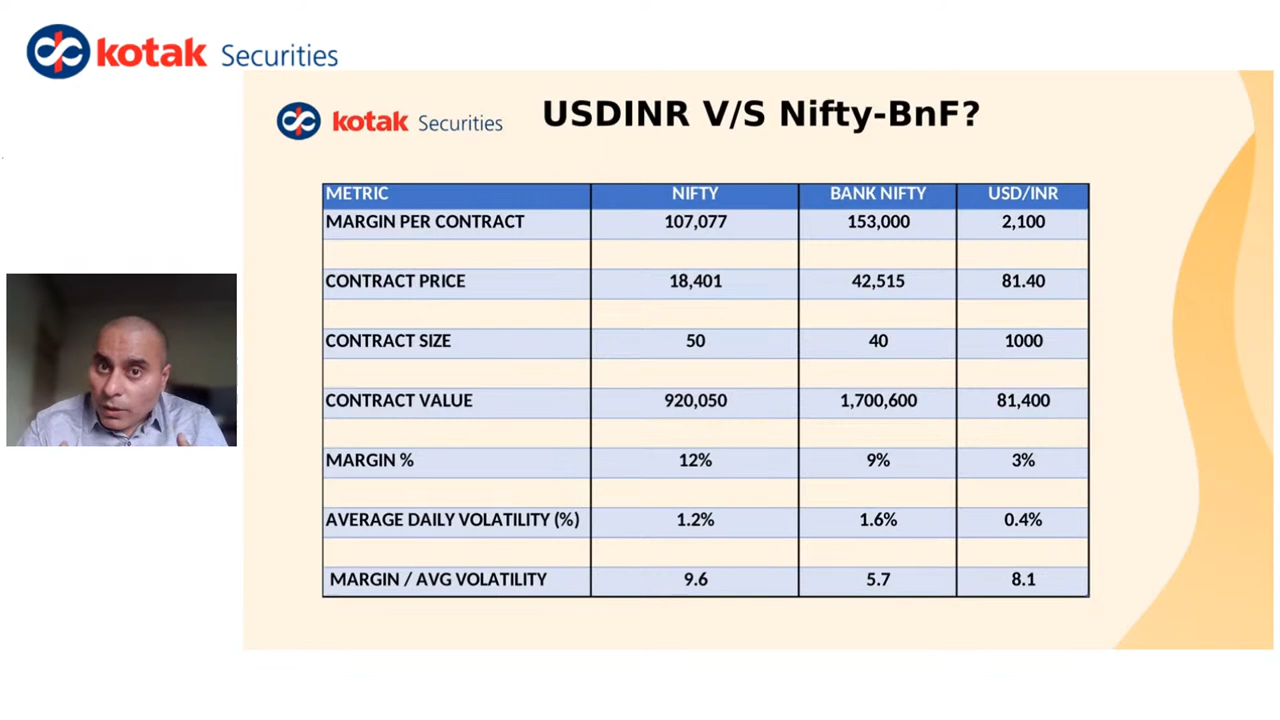 kotak Securities
kotak Securities
USDINR V/S Nifty-BnF?
METRIC NIFTY BANK NIFTY USD/INR
MARGIN PER CONTRACT 107,077 153,000 2,100
CONTRACT PRICE 18,401 42,515 81.40
CONTRACT SIZE 50 40 1000
CONTRACT VALUE 920,050 1,700,600 81,400
MARGIN % 12% 9% 3%
AVERAGE DAILY VOLATILITY (%) 1.2% 1.6% 0.4%
MARGIN / AVG VOLATILITY 9.6 5.7 8.1